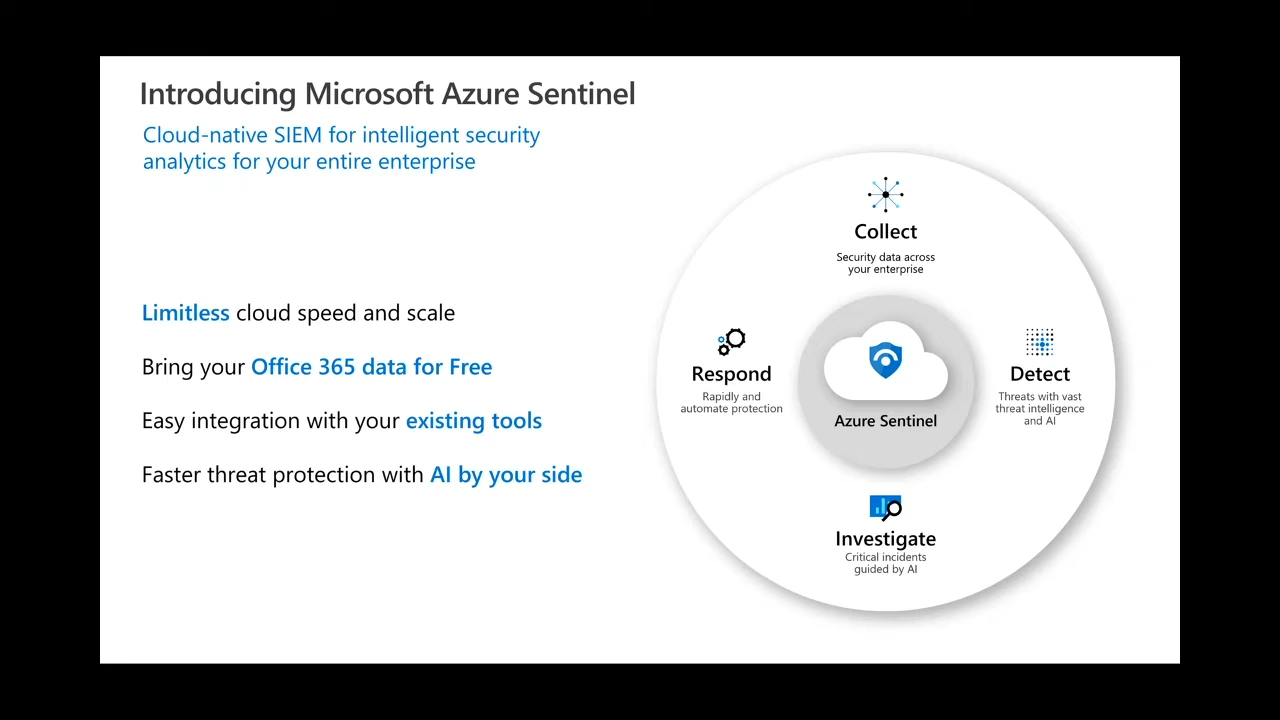 Introducing Microsoft Azure Sentinel
Cloud-native SIEM for intelligent security
analytics for your entire enterprise
Limitless cloud speed and scale
Bring your Office 365 data for Free
Easy integration with your existing tools
Faster threat protection with AI by your side
Collect
Security data across
your enterprise
Respond
Rapidly and
automate protection
Azure Sentinel
Detect
Threats with vast
threat intelligence
and AI
Investigate
Critical incidents
guided by AI